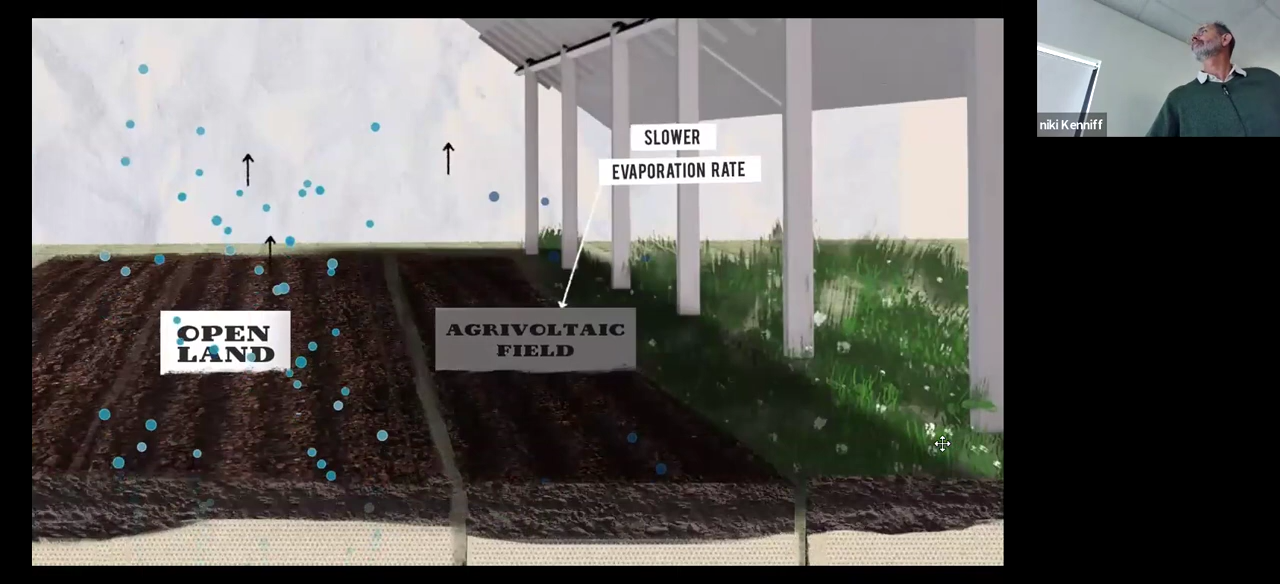 SLOWER
EVAPORATION RATE
OPEN
LAND
AGRIVOLTAIC
FIELD
niki Kenniff